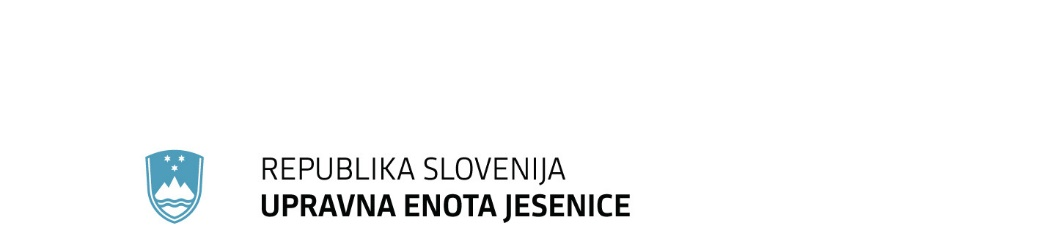 REPUBLIKA SLOVENIJA
UPRAVNA ENOTA JESENICE